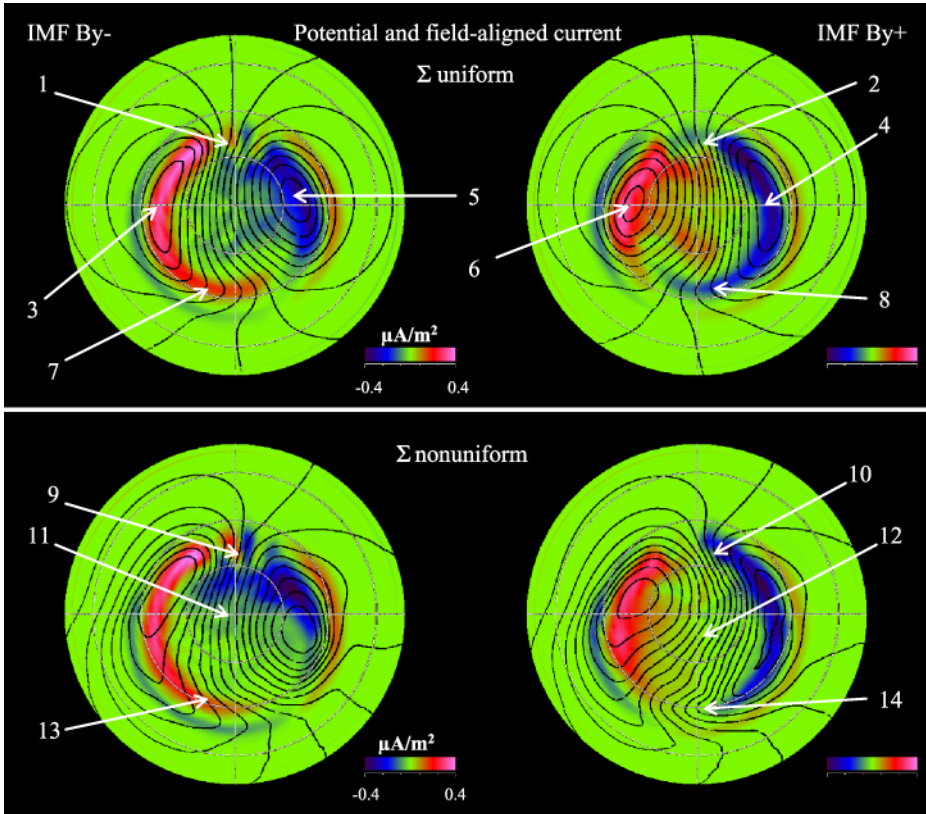 IMF By- Potential and field-aligned current IMF By+
Σ uniform
1 2
4
5
3 6
7 8
µA/m²
-0.4 0.4
Σ nonuniform
9 10
11 12
13 14
µA/m²
-0.4 0.4